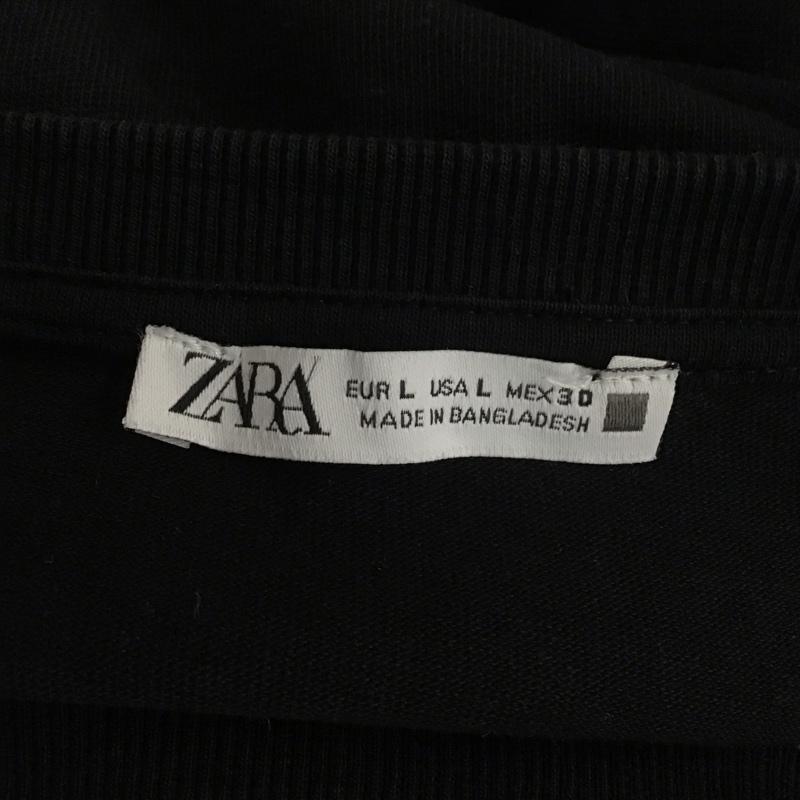 ZARA
EUR L USA L MEX 30
MADE IN BANGLADESH